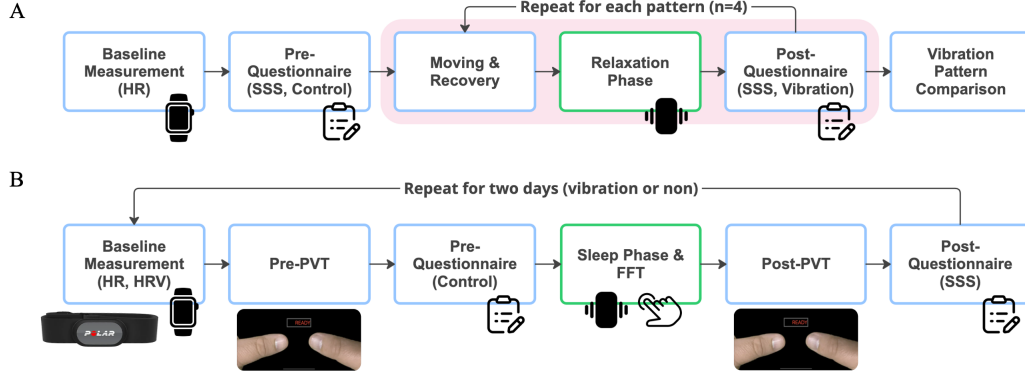 A
Repeat for each pattern (n=4)
Baseline
Measurement
(HR)
Pre-
Questionnaire
(SSS, Control)
Moving &
Recovery
Relaxation
Phase
Post-
Questionnaire
(SSS, Vibration)
Vibration
Pattern
Comparison
B
Repeat for two days (vibration or non)
Baseline
Measurement
(HR, HRV)
Pre-PVT
Pre-
Questionnaire
(Control)
Sleep Phase &
FFT
Post-PVT
Post-
Questionnaire
(SSS)
POLAR
READY
READY